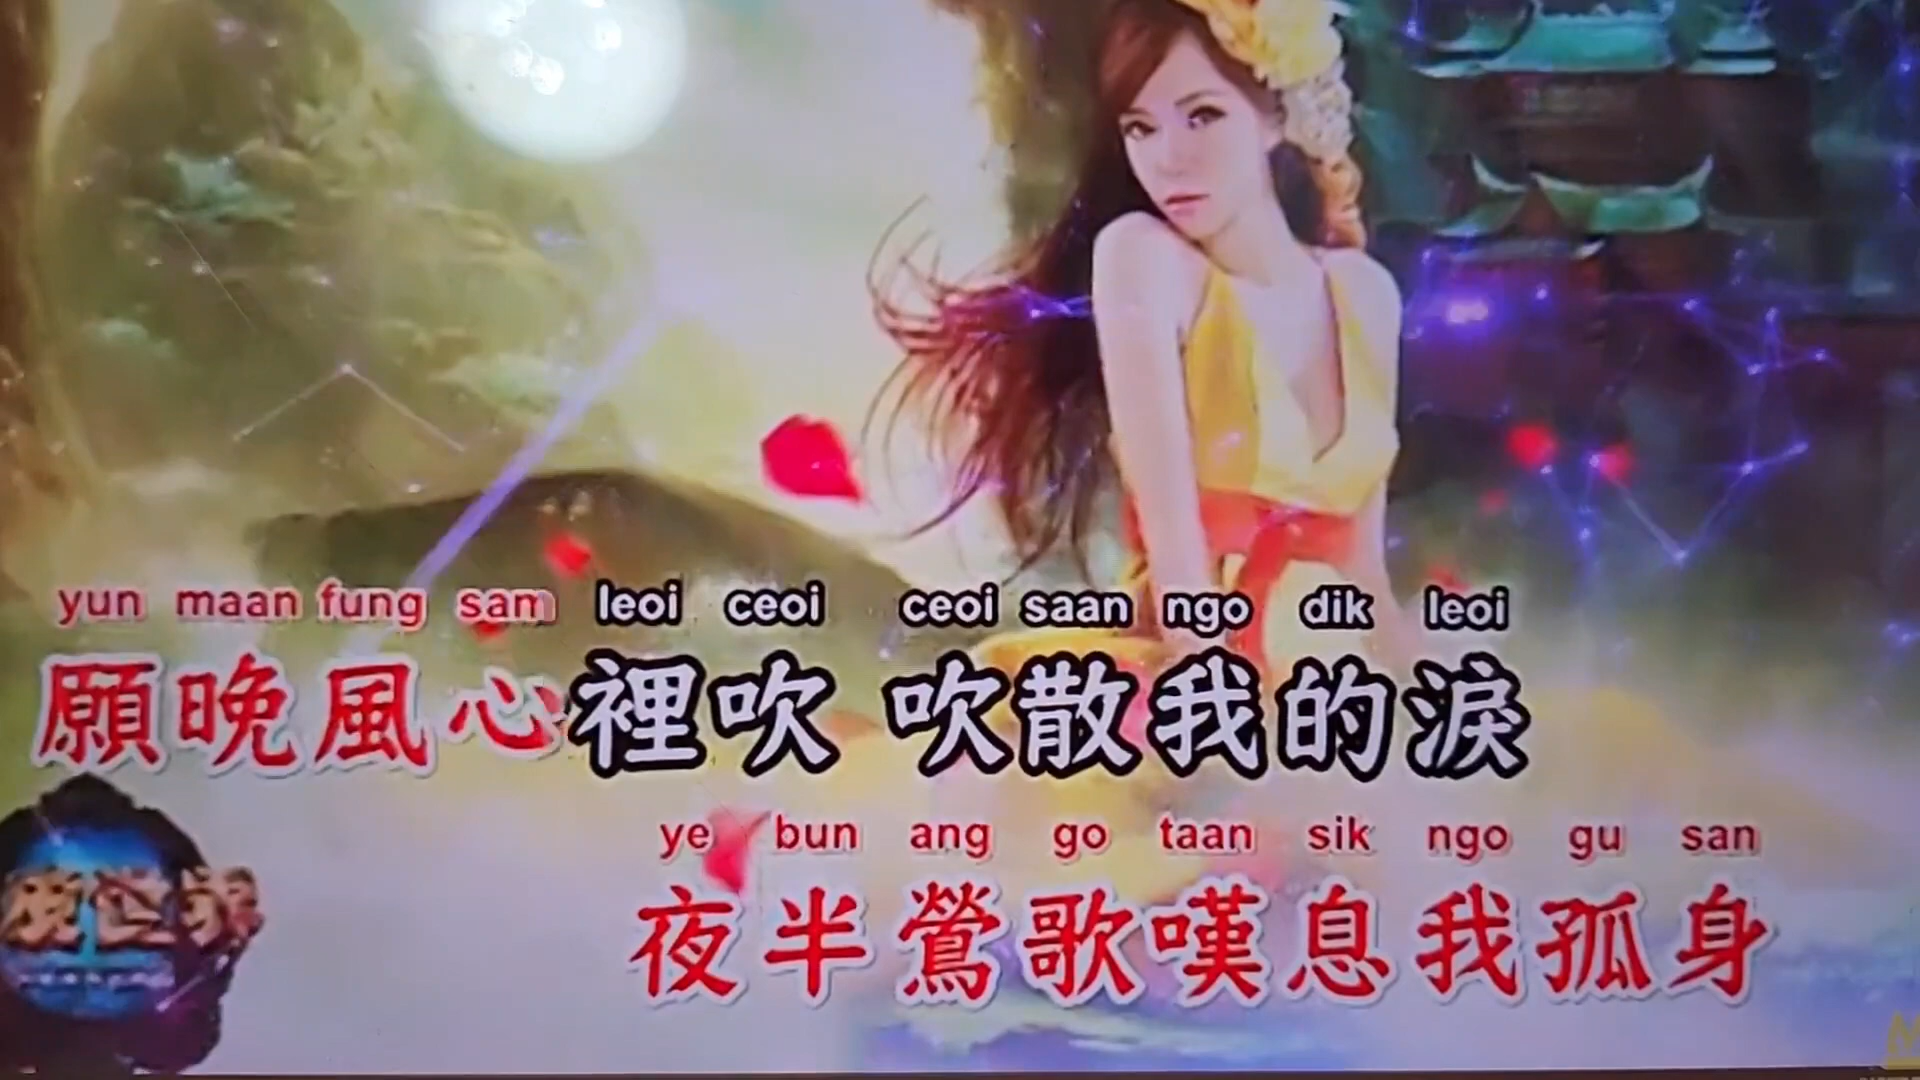 yun maan fung sam leoi ceoi ceoi saan ngo dik leoi
願晚風心裡吹 吹散我的淚
ye bun ang go taan sik ngo gu san
夜半鶯歌嘆息我孤身